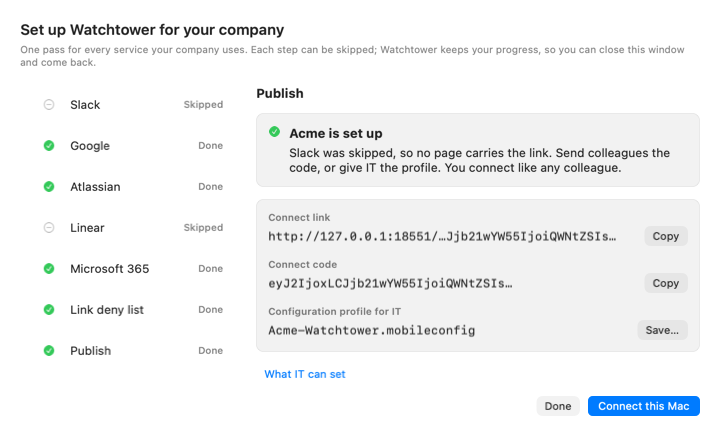 Set up Watchtower for your company
One pass for every service your company uses. Each step can be skipped; Watchtower keeps your progress, so you can close this window
and come back.
Slack Skipped
Google Done
Atlassian Done
Linear Skipped
Microsoft 365 Done
Link deny list Done
Publish Done
Publish
Acme is set up
Slack was skipped, so no page carries the link. Send colleagues the
code, or give IT the profile. You connect like any colleague.
Connect link
http://127.0.0.1:18551/…Jjb21wYW55IjoiQWNtZSIs… Copy
Connect code
eyJ2IjoxLCJjb21wYW55IjoiQWNtZSIs… Copy
Configuration profile for IT
Acme-Watchtower.mobileconfig Save…
What IT can set
Done Connect this Mac